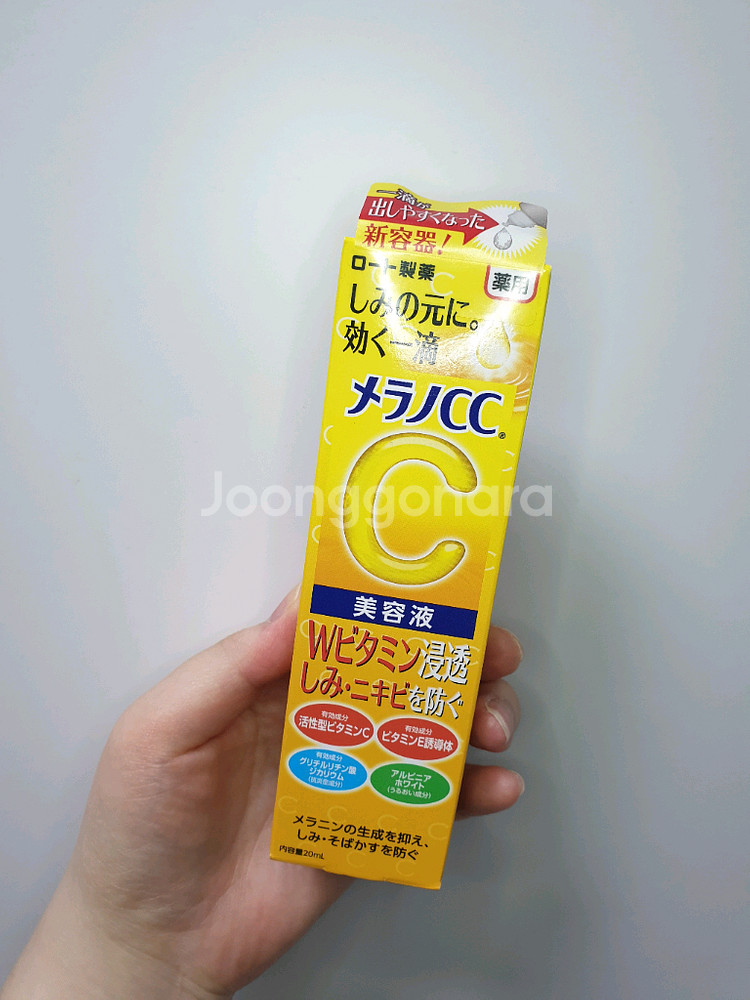 一滴が
出しやすくなった
新容器!
ロート製薬
薬用
しみの元に。
効く一滴
メラノCC®
C
Joonggonara
美容液
Wビタミン浸透
しみ・ニキビを防ぐ
有効成分
活性型ビタミンC
有効成分
ビタミンE誘導体
有効成分
グリチルリチン酸
ジカリウム
(抗炎症成分)
アルピニア
ホワイト
(うるおい成分)
メラニンの生成を抑え、
しみ・そばかすを防ぐ
内容量20mL